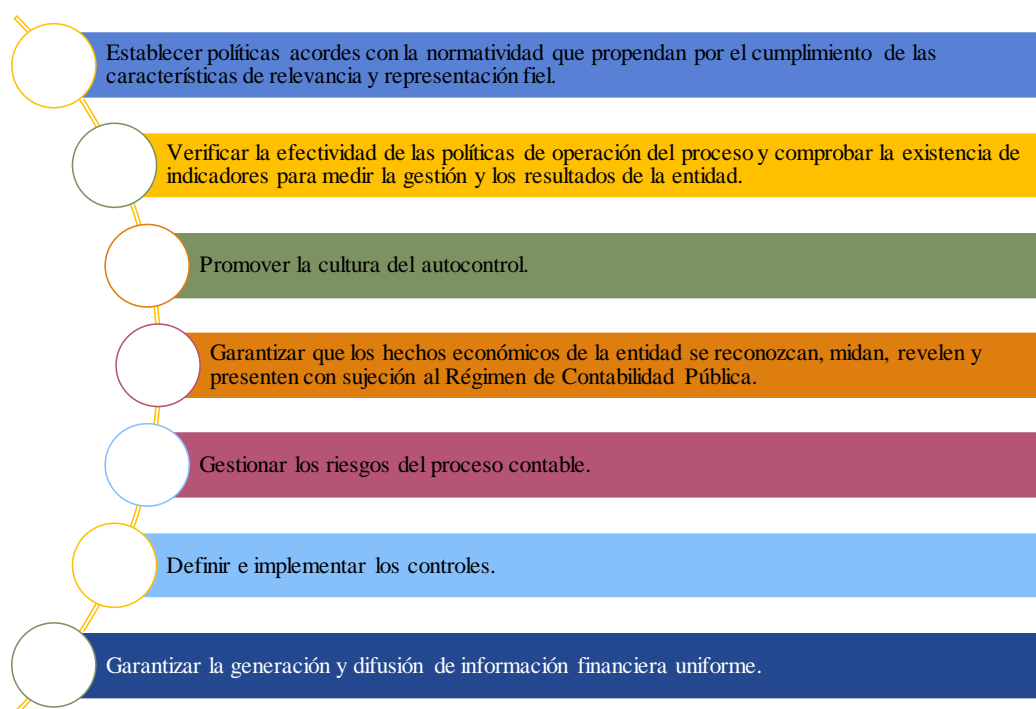 Establecer políticas acordes con la normatividad que propendan por el cumplimiento de las
características de relevancia y representación fiel.
Verificar la efectividad de las políticas de operación del proceso y comprobar la existencia de
indicadores para medir la gestión y los resultados de la entidad.
Promover la cultura del autocontrol.
Garantizar que los hechos económicos de la entidad se reconozcan, midan, revelen y
presenten con sujeción al Régimen de Contabilidad Pública.
Gestionar los riesgos del proceso contable.
Definir e implementar los controles.
Garantizar la generación y difusión de información financiera uniforme.